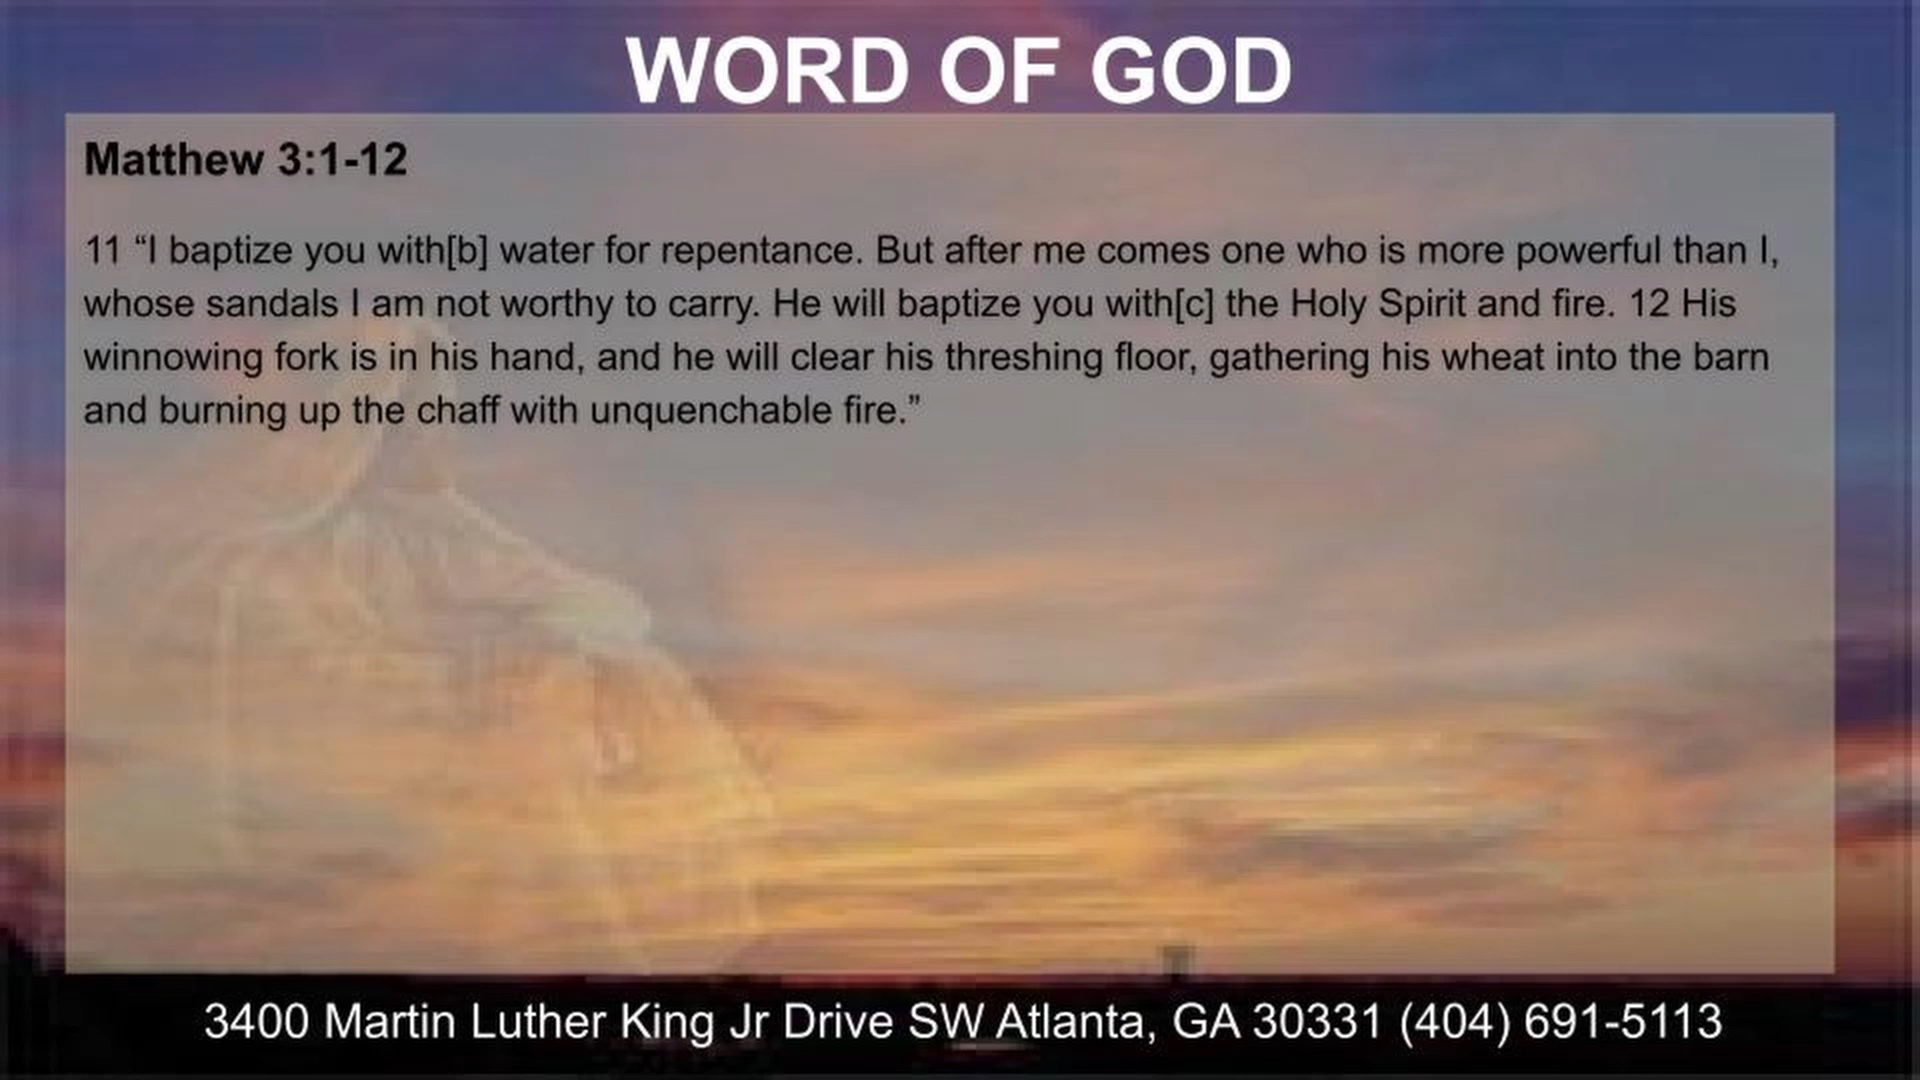 WORD OF GOD
Matthew 3:1-12
11 “I baptize you with[b] water for repentance. But after me comes one who is more powerful than I,
whose sandals I am not worthy to carry. He will baptize you with[c] the Holy Spirit and fire. 12 His
winnowing fork is in his hand, and he will clear his threshing floor, gathering his wheat into the barn
and burning up the chaff with unquenchable fire.”
3400 Martin Luther King Jr Drive SW Atlanta, GA 30331 (404) 691-5113